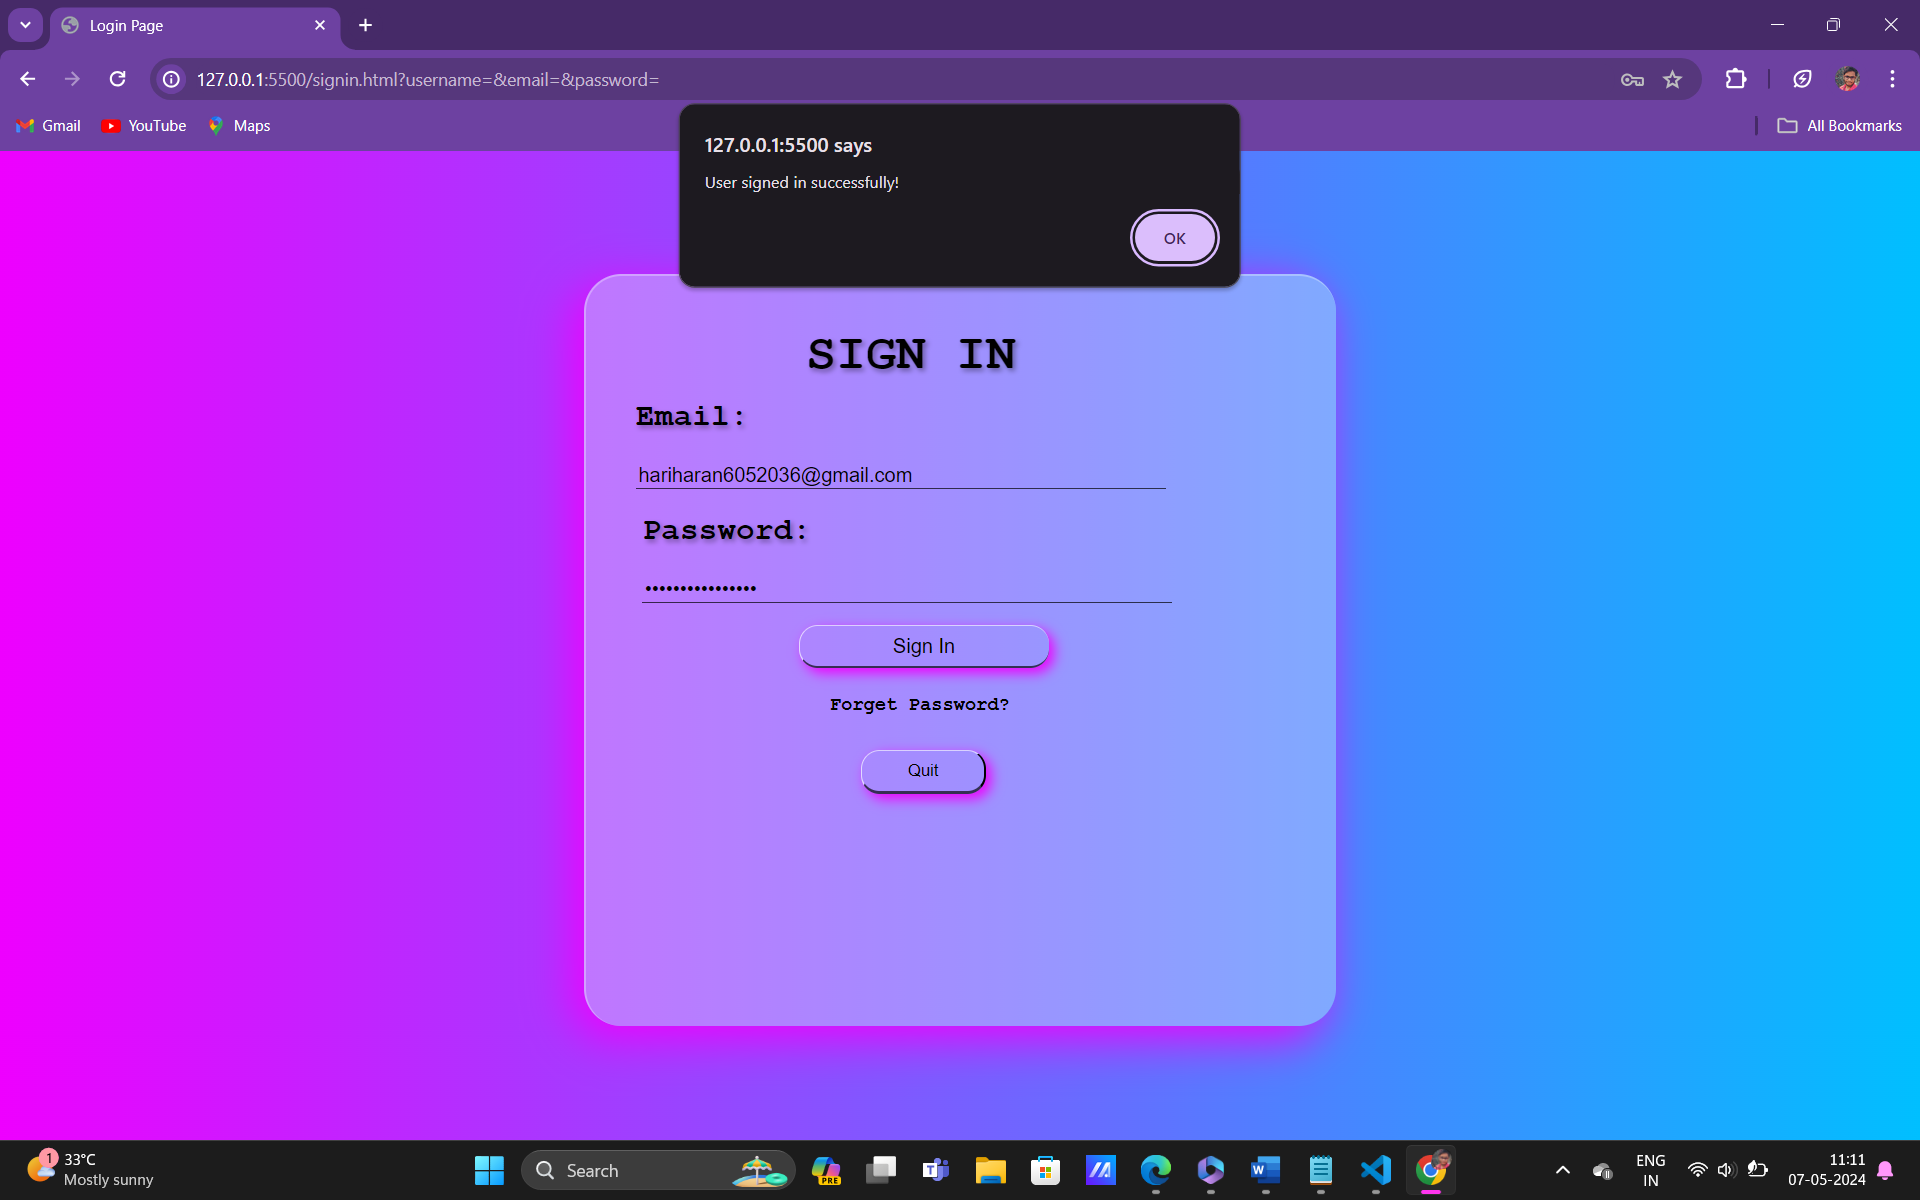 Login Page
127.0.0.1:5500/signin.html?username=&email=&password=
Gmail YouTube Maps All Bookmarks
127.0.0.1:5500 says
User signed in successfully!
OK
SIGN IN
Email:
hariharan6052036@gmail.com
Password:
••••••••••••••••
Sign In
Forget Password?
Quit
1 33°C
Mostly sunny
Search
PRE
T
W
ENG
IN
11:11
07-05-2024